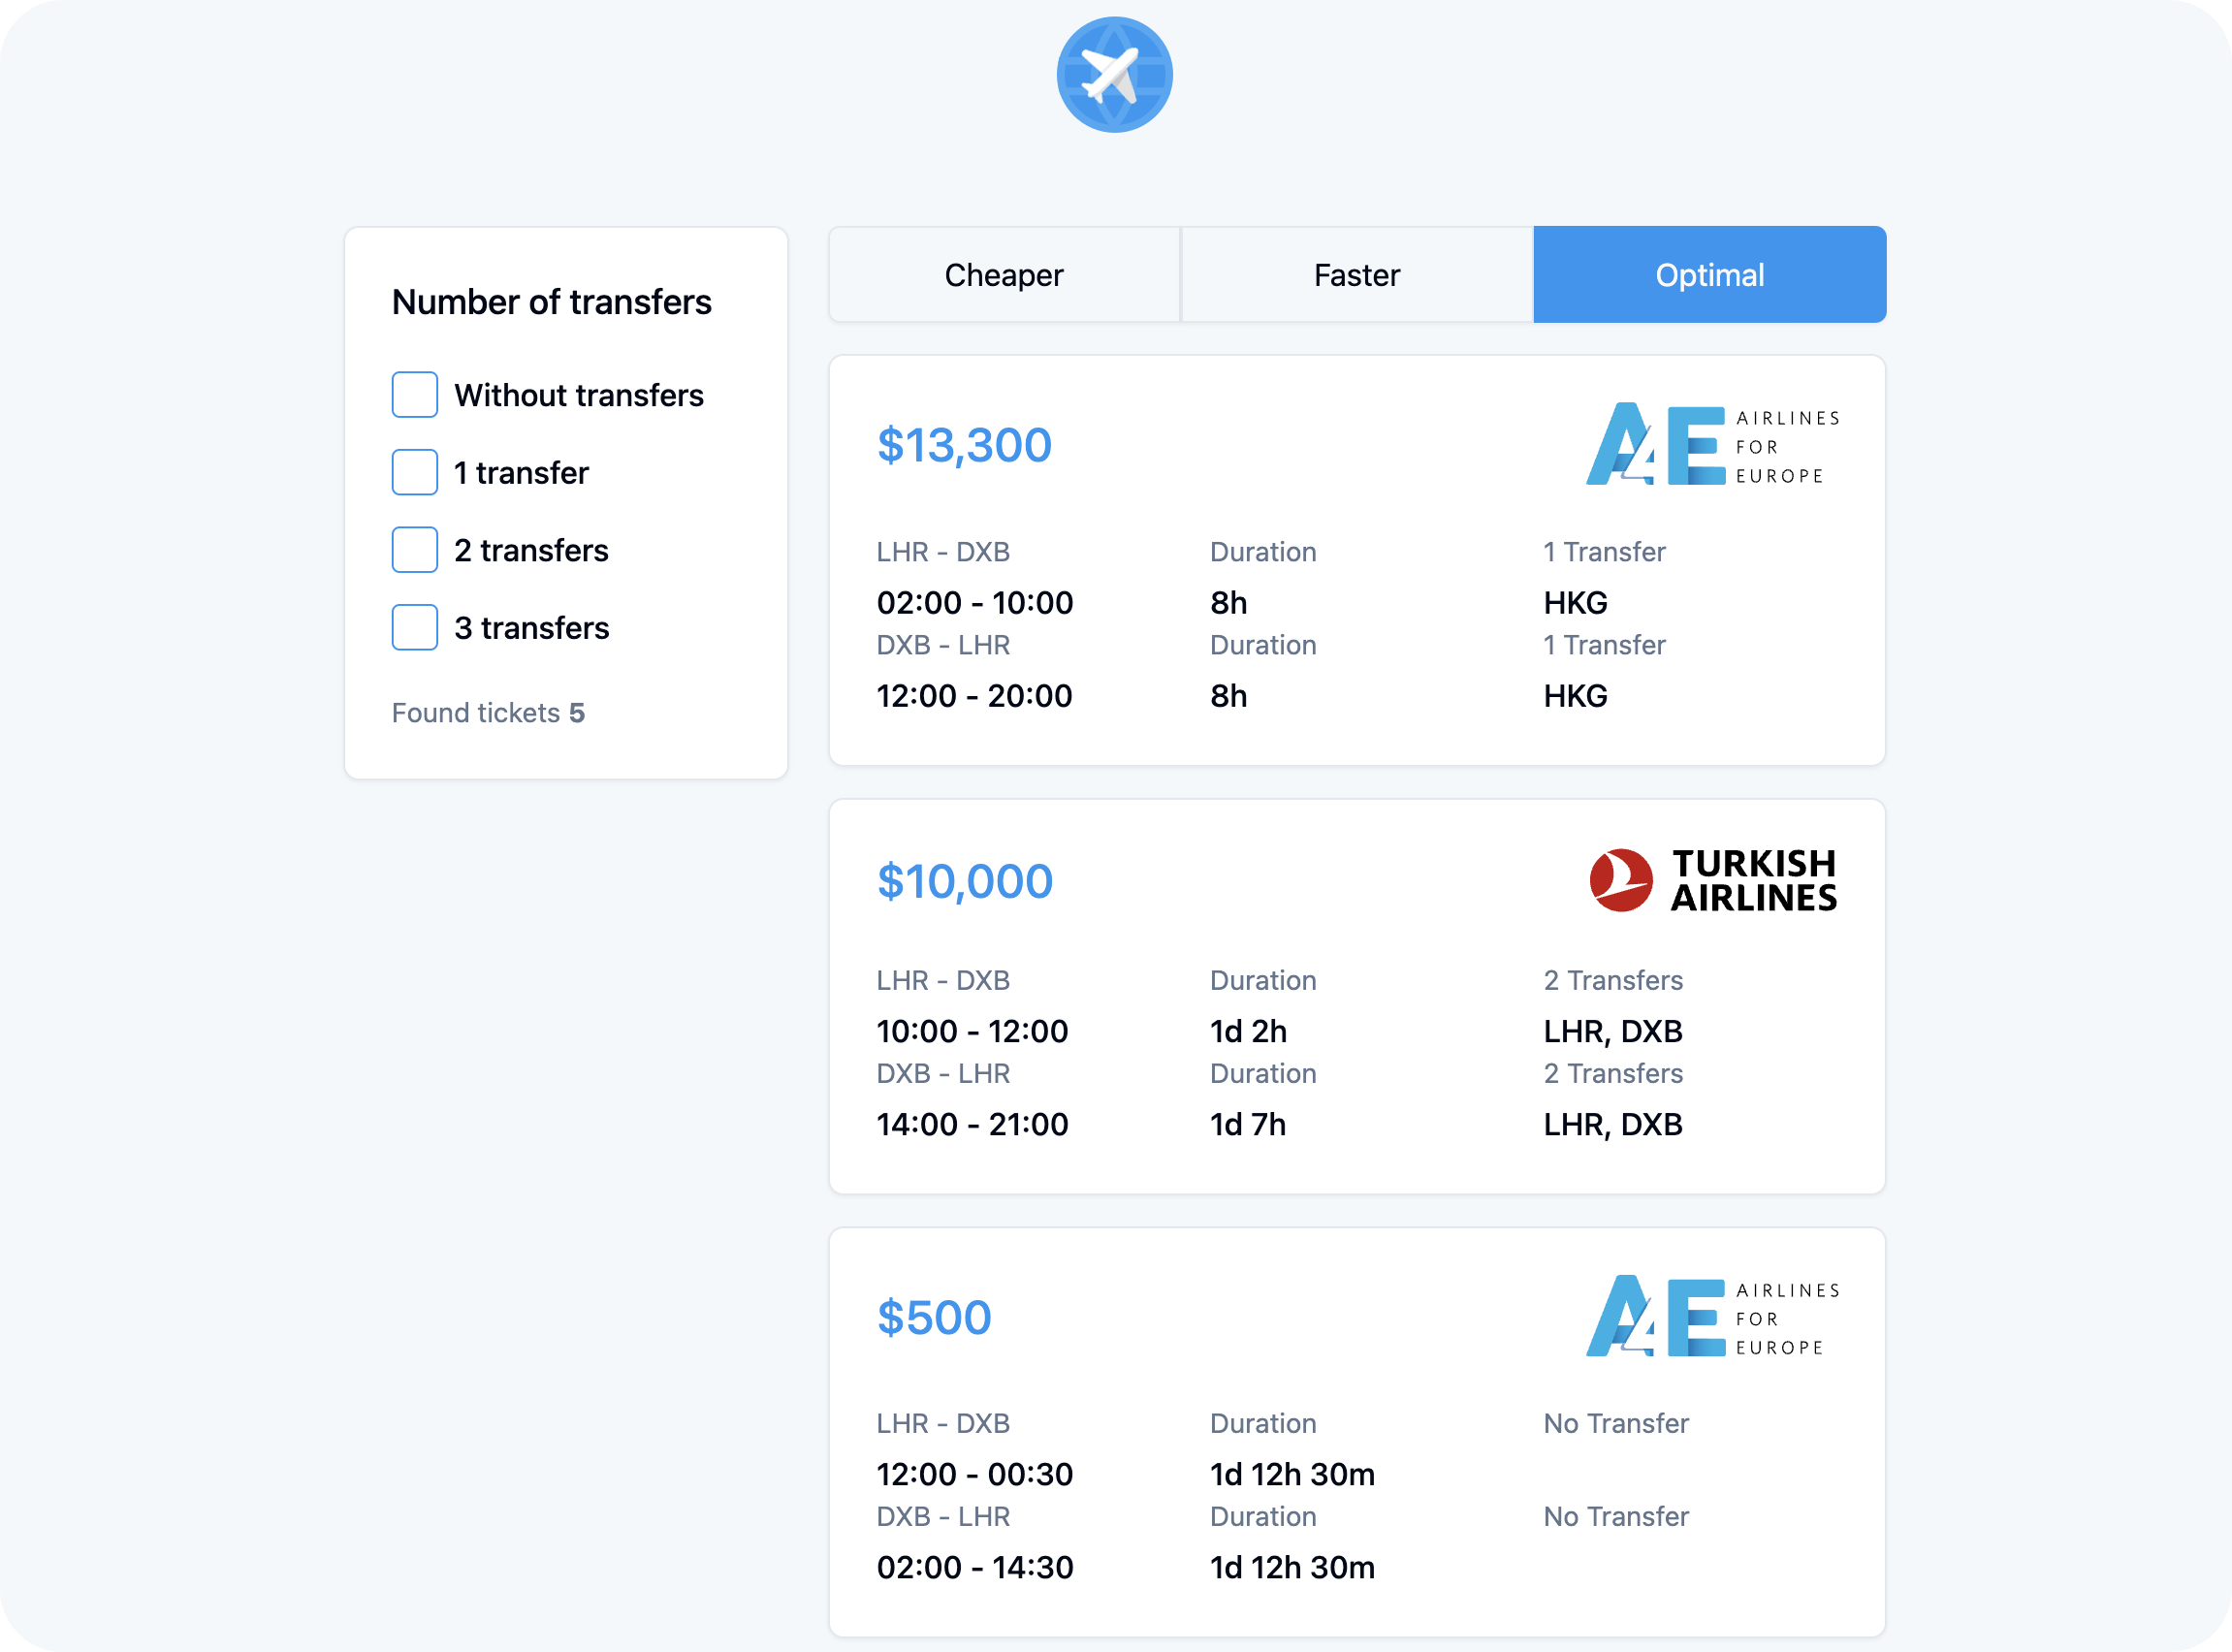 Number of transfers
Without transfers
1 transfer
2 transfers
3 transfers
Found tickets 5
Cheaper Faster Optimal
$13,300
A4E AIRLINES
FOR
EUROPE
LHR - DXB Duration 1 Transfer
02:00 - 10:00 8h HKG
DXB - LHR Duration 1 Transfer
12:00 - 20:00 8h HKG
$10,000
TURKISH
AIRLINES
LHR - DXB Duration 2 Transfers
10:00 - 12:00 1d 2h LHR, DXB
DXB - LHR Duration 2 Transfers
14:00 - 21:00 1d 7h LHR, DXB
$500
A4E AIRLINES
FOR
EUROPE
LHR - DXB Duration No Transfer
12:00 - 00:30 1d 12h 30m
DXB - LHR Duration No Transfer
02:00 - 14:30 1d 12h 30m